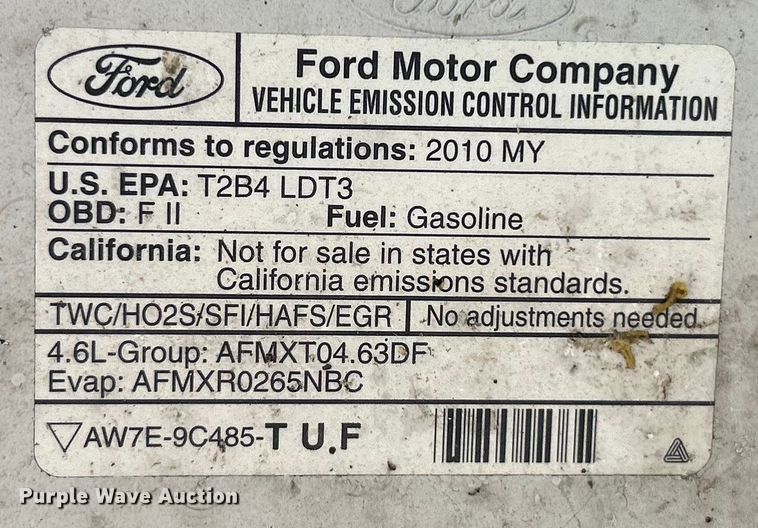 Ford
Ford
Ford Motor Company
VEHICLE EMISSION CONTROL INFORMATION
Conforms to regulations: 2010 MY
U.S. EPA: T2B4 LDT3
OBD: F II Fuel: Gasoline
California: Not for sale in states with
California emissions standards.
TWC/HO2S/SFI/HAFS/EGR No adjustments needed.
4.6L-Group: AFMXT04.63DF
Evap: AFMXR0265NBC
AW7E-9C485-T U.F
Purple Wave Auction